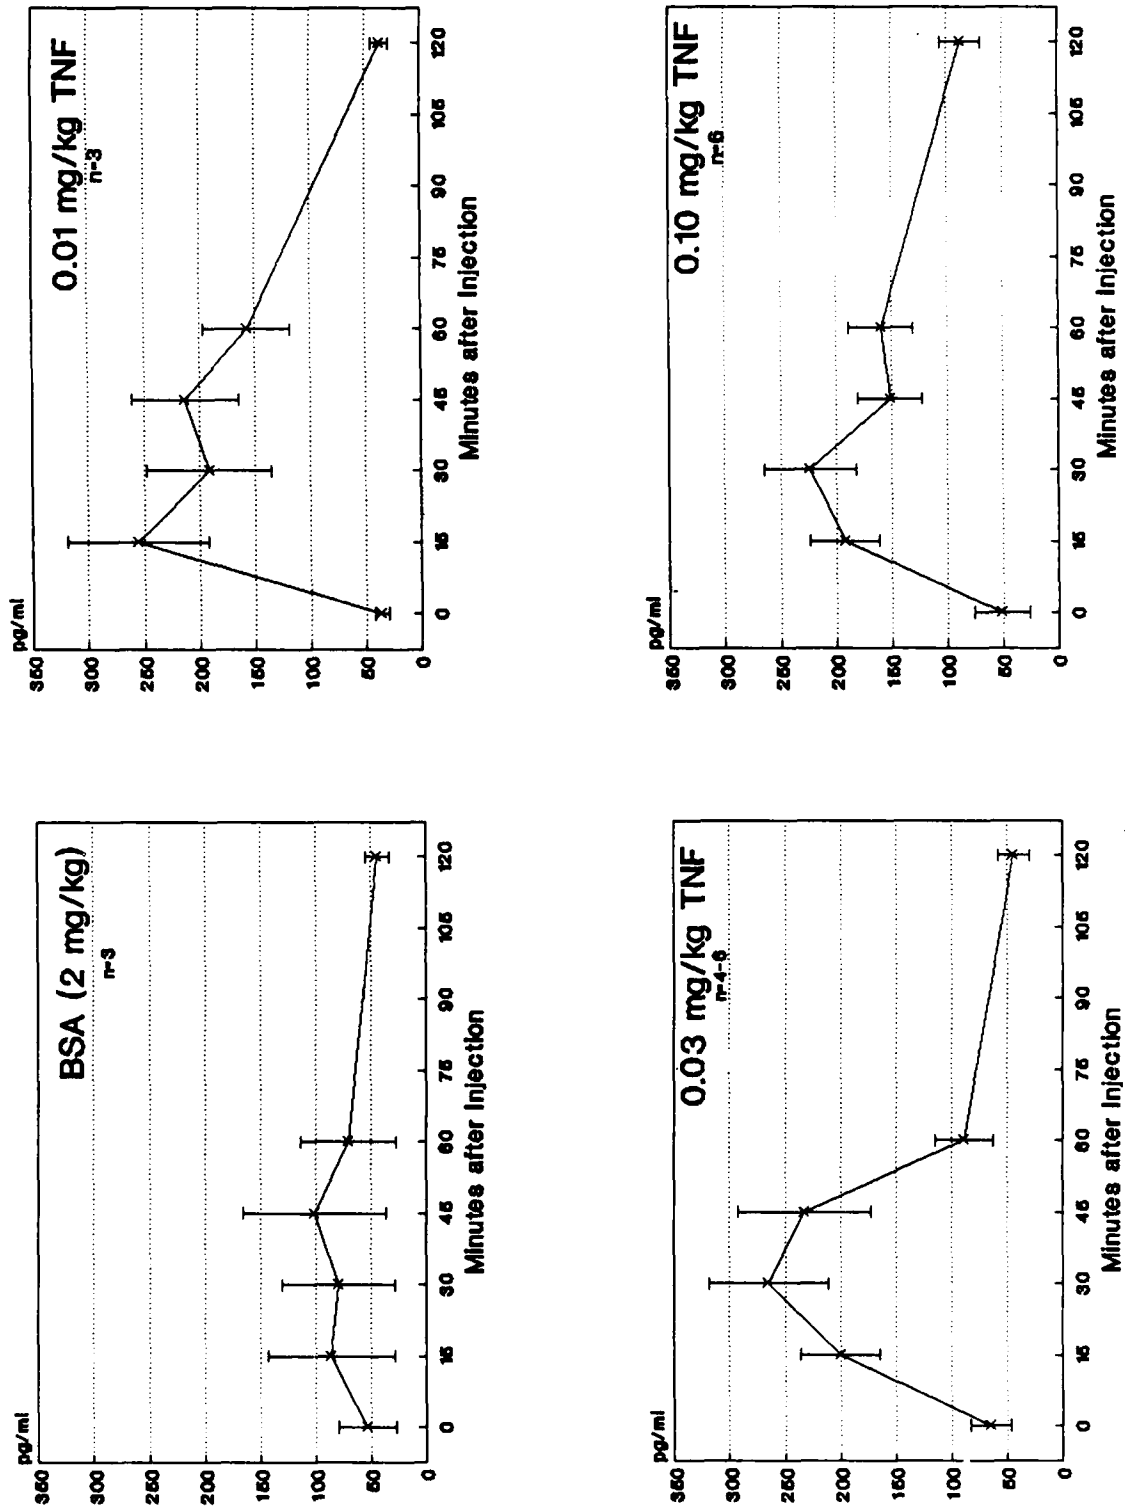 BSA (2 mg/kg)
n=3
pg/ml
350
300
250
200
150
100
50
0
0 15 30 45 60 75 90 105 120
Minutes after Injection
0.01 mg/kg TNF
n=3
pg/ml
350
300
250
200
150
100
50
0
0 15 30 45 60 75 90 105 120
Minutes after Injection
0.03 mg/kg TNF
n=4-6
pg/ml
350
300
250
200
150
100
50
0
0 15 30 45 60 75 90 105 120
Minutes after Injection
0.10 mg/kg TNF
n=6
pg/ml
350
300
250
200
150
100
50
0
0 15 30 45 60 75 90 105 120
Minutes after Injection